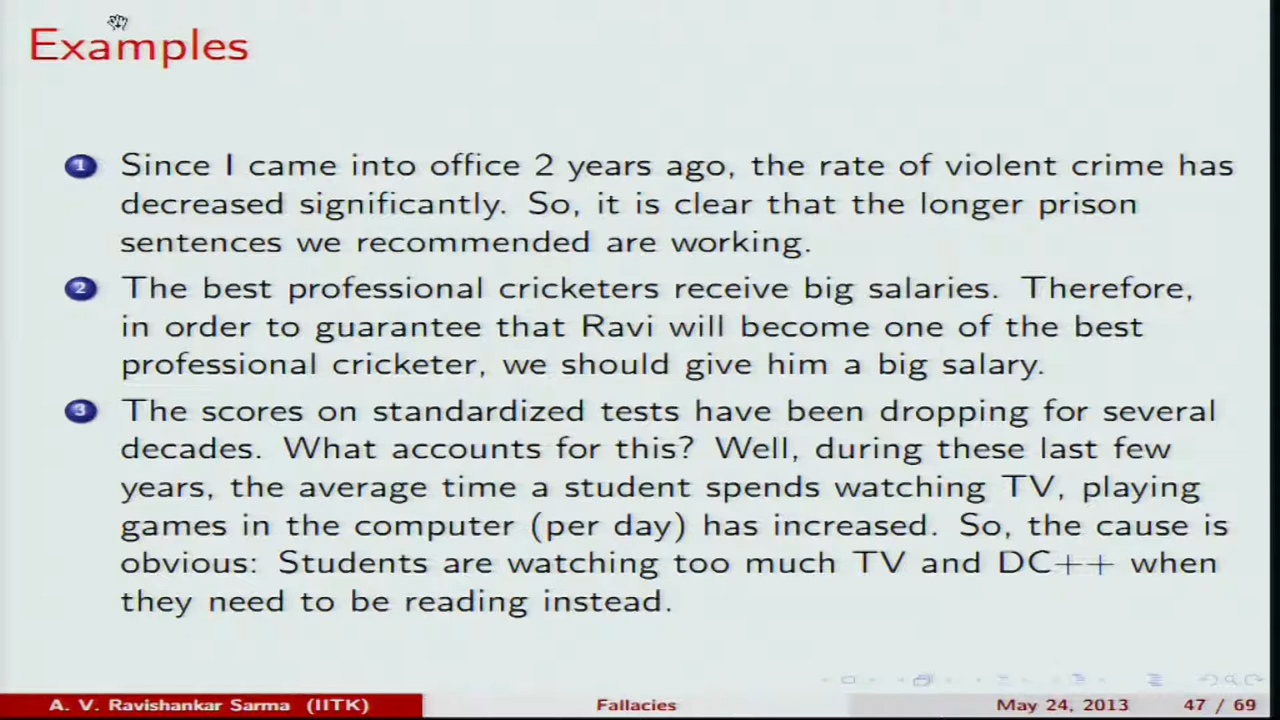 Examples
1 Since I came into office 2 years ago, the rate of violent crime has
decreased significantly. So, it is clear that the longer prison
sentences we recommended are working.
2 The best professional cricketers receive big salaries. Therefore,
in order to guarantee that Ravi will become one of the best
professional cricketer, we should give him a big salary.
3 The scores on standardized tests have been dropping for several
decades. What accounts for this? Well, during these last few
years, the average time a student spends watching TV, playing
games in the computer (per day) has increased. So, the cause is
obvious: Students are watching too much TV and DC++ when
they need to be reading instead.
A. V. Ravishankar Sarma (IITK) Fallacies May 24, 2013 47 / 69